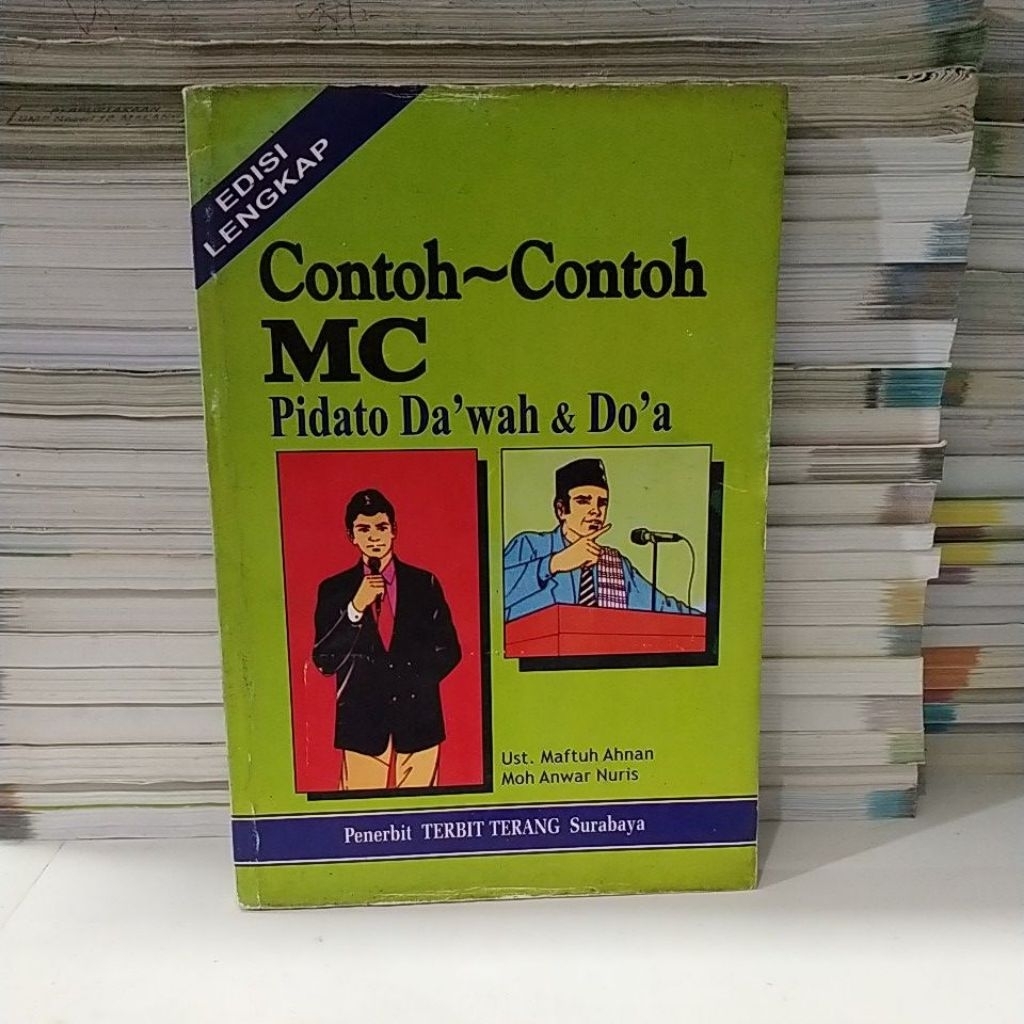 EDISI
LENGKAP
Contoh~Contoh
MC
Pidato Da'wah & Do'a
Ust. Maftuh Ahnan
Moh Anwar Nuris
Penerbit TERBIT TERANG Surabaya